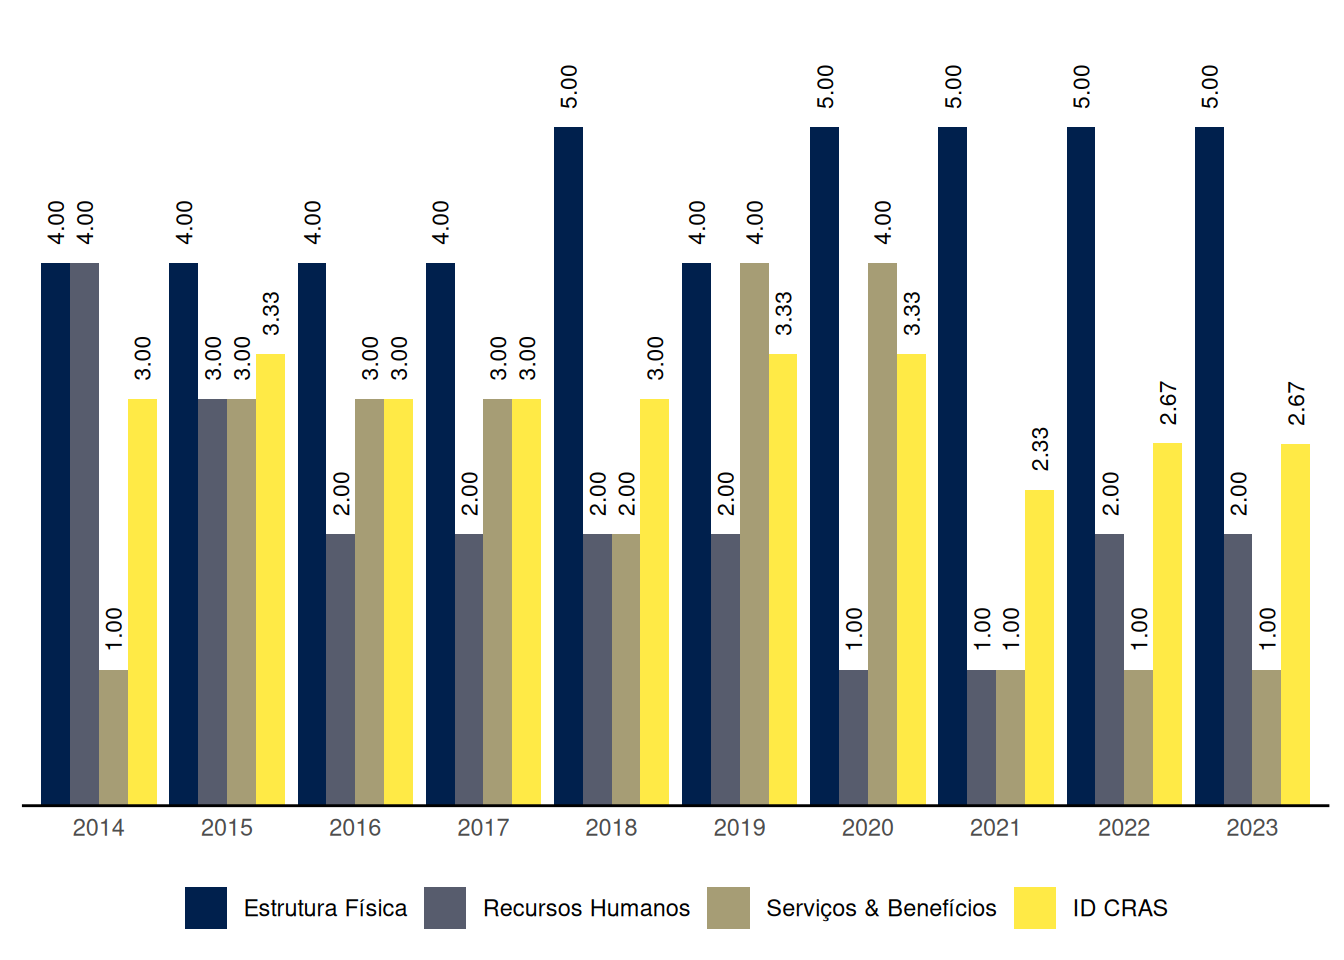 4.00 4.00 1.00 3.00
4.00 3.00 3.00 3.33
4.00 2.00 3.00 3.00
4.00 2.00 3.00 3.00
5.00 2.00 2.00 3.00
4.00 2.00 4.00 3.33
5.00 1.00 4.00 3.33
5.00 1.00 1.00 2.33
5.00 2.00 1.00 2.67
5.00 2.00 1.00 2.67
2014 2015 2016 2017 2018 2019 2020 2021 2022 2023
Estrutura Física Recursos Humanos Serviços & Benefícios ID CRAS